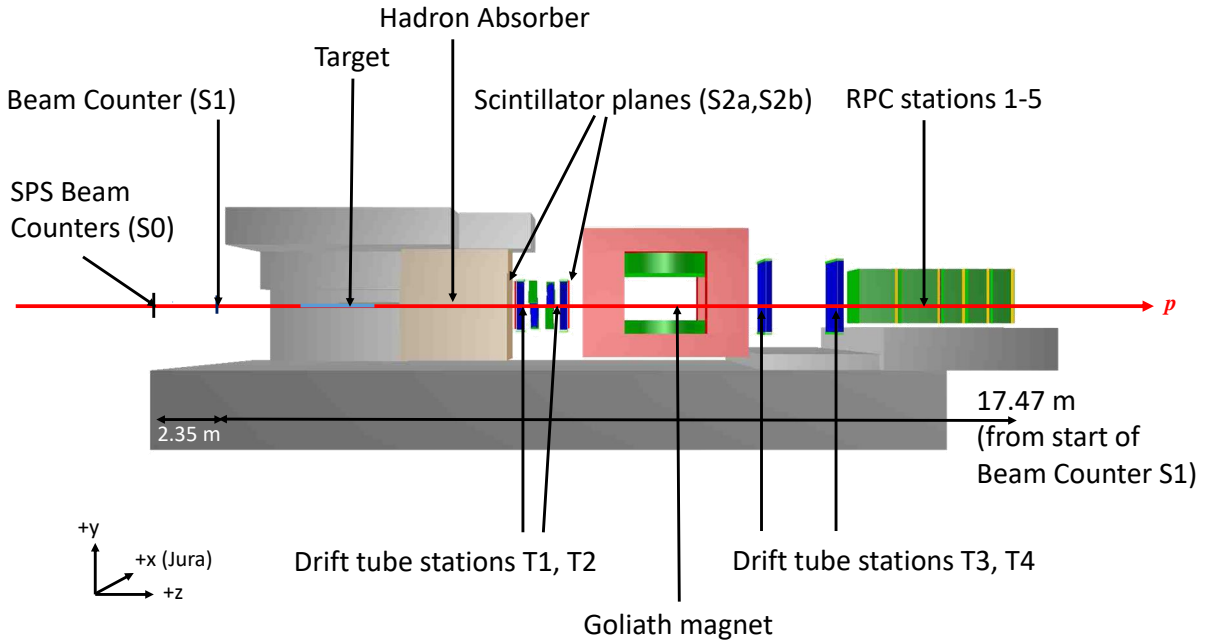 Hadron Absorber
Target
Beam Counter (S1)
Scintillator planes (S2a,S2b)
RPC stations 1-5
SPS Beam
Counters (S0)
p
2.35 m
17.47 m
(from start of
Beam Counter S1)
+y
+x (Jura)
+z
Drift tube stations T1, T2
Drift tube stations T3, T4
Goliath magnet